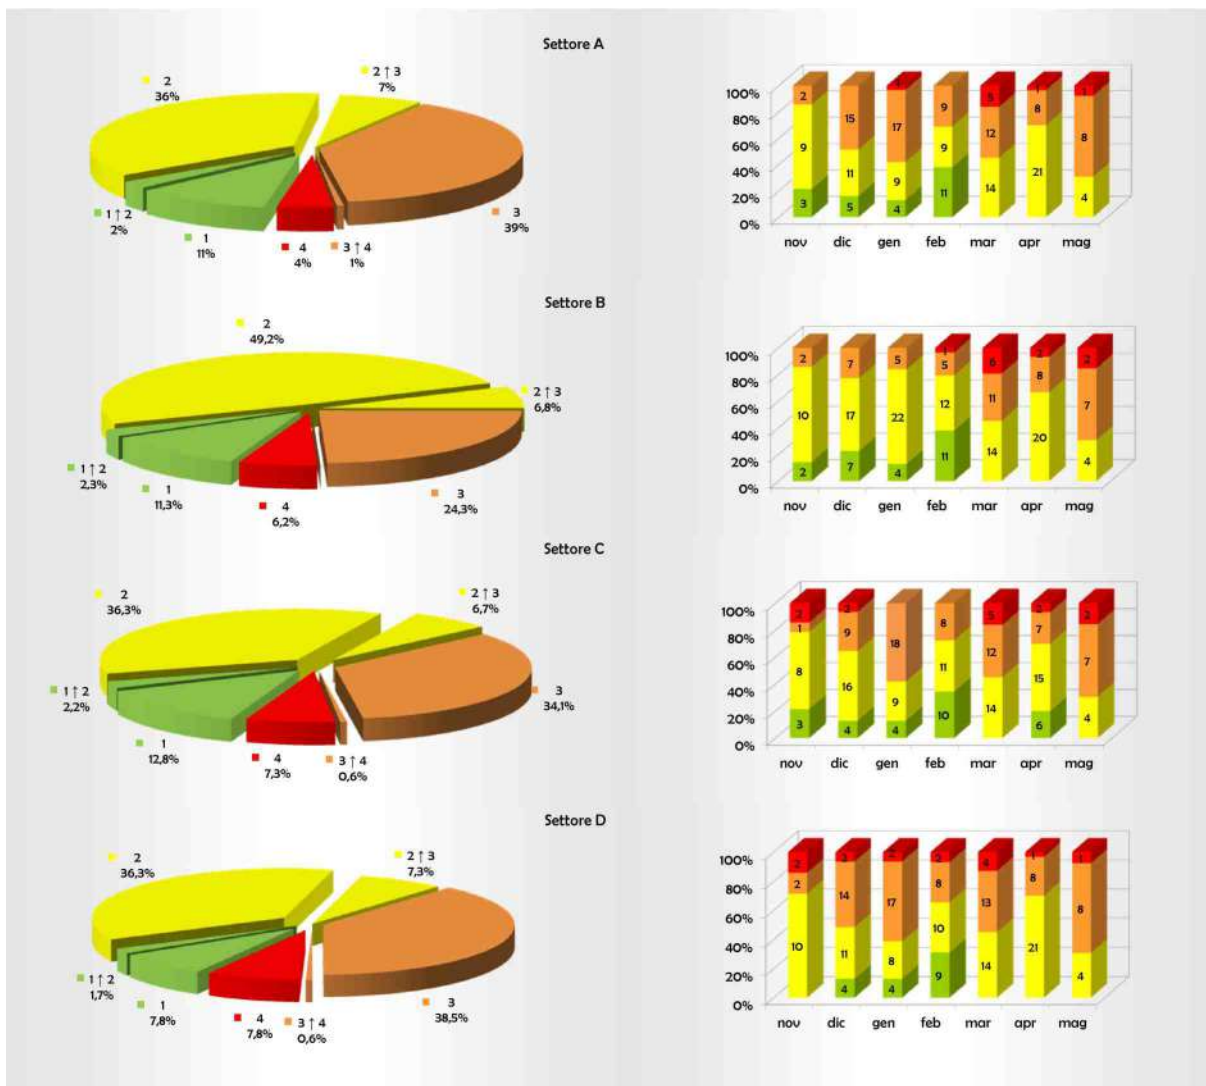 Settore A
2
36%
2 ↑ 3
7%
3
39%
3 ↑ 4
1%
4
4%
1
11%
1 ↑ 2
2%
100%
80%
60%
40%
20%
0%
2 15 1 17 9 5 12 1 8 1 8
9 11 9 9 14 21 4
3 5 4 11
nov dic gen feb mar apr mag
Settore B
2
49,2%
2 ↑ 3
6,8%
3
24,3%
4
6,2%
1
11,3%
1 ↑ 2
2,3%
100%
80%
60%
40%
20%
0%
2 7 5 1 5 6 11 2 8 2 7
10 17 22 12 14 20 4
2 7 4 11
nov dic gen feb mar apr mag
Settore C
2
36,3%
2 ↑ 3
6,7%
3
34,1%
3 ↑ 4
0,6%
4
7,3%
1
12,8%
1 ↑ 2
2,2%
100%
80%
60%
40%
20%
0%
2 1 2 9 18 8 5 12 2 7 2 7
8 16 9 11 14 15 4
3 4 4 10 6
nov dic gen feb mar apr mag
Settore D
2
36,3%
2 ↑ 3
7,3%
3
38,5%
3 ↑ 4
0,6%
4
7,8%
1
7,8%
1 ↑ 2
1,7%
100%
80%
60%
40%
20%
0%
2 2 2 14 2 17 2 8 4 13 1 8 1 8
10 11 8 10 14 21 4
4 4 9
nov dic gen feb mar apr mag